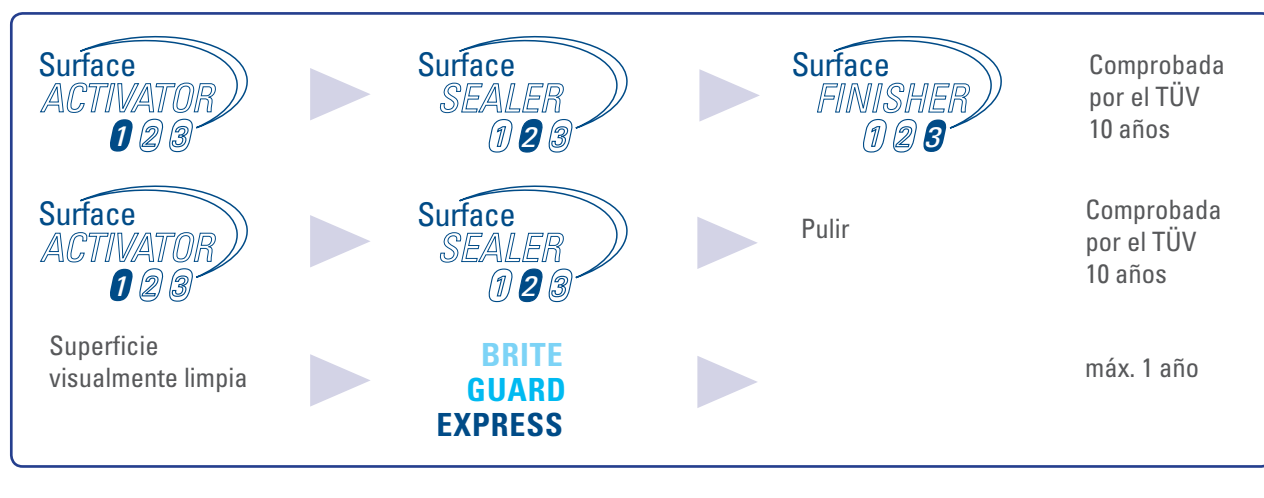 Surface
ACTIVATOR
1 2 3
Surface
SEALER
1 2 3
Surface
FINISHER
1 2 3
Comprobada
por el TÜV
10 años
Surface
ACTIVATOR
1 2 3
Surface
SEALER
1 2 3
Pulir
Comprobada
por el TÜV
10 años
Superficie
visualmente limpia
BRITE
GUARD
EXPRESS
máx. 1 año